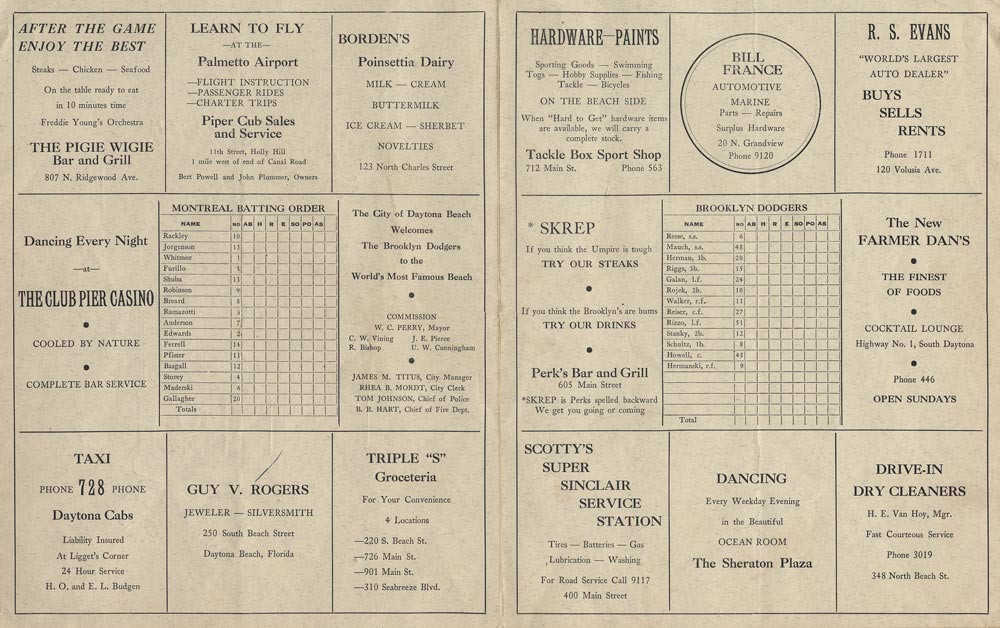 AFTER THE GAME
ENJOY THE BEST
Steaks — Chicken — Seafood
On the table ready to eat
in 10 minutes time
Freddie Young's Orchestra
THE PIGIE WIGIE
Bar and Grill
807 N. Ridgewood Ave.
LEARN TO FLY
—AT THE—
Palmetto Airport
—FLIGHT INSTRUCTION
—PASSENGER RIDES
—CHARTER TRIPS
Piper Cub Sales
and Service
11th Street, Holly Hill
1 mile west of end of Canal Road
Bert Powell and John Plummer, Owners
BORDEN'S
Poinsettia Dairy
MILK — CREAM
BUTTERMILK
ICE CREAM — SHERBET
NOVELTIES
123 North Charles Street
Dancing Every Night
—at—
THE CLUB PIER CASINO
COOLED BY NATURE
COMPLETE BAR SERVICE
MONTREAL BATTING ORDER
NAME NO AB H R E SO PO AS
Rackley 10
Jorgenson 15
Whitmor
Furillo 5
Shuba 13
Robinson 9
Breard 8
Ramazotti 3
Anderson 7
Edwards 2
Ferrell 14
Pfister 11
Basgall 12
Storey 4
Maderski 6
Gallagher 20
Totals
The City of Daytona Beach
Welcomes
The Brooklyn Dodgers
to the
World's Most Famous Beach
COMMISSION
W. C. PERRY, Mayor
C. W. Vining J. E. Pierce
R. Bishop U. W. Cunningham
JAMES M. TITUS, City Manager
RHEA B. MORDT, City Clerk
TOM JOHNSON, Chief of Police
B. B. HART, Chief of Fire Dept.
TAXI
PHONE 728 PHONE
Daytona Cabs
Liability Insured
At Ligget's Corner
24 Hour Service
H. O. and E. L. Budgen
GUY V. ROGERS
JEWELER — SILVERSMITH
250 South Beach Street
Daytona Beach, Florida
TRIPLE "S"
Groceteria
For Your Convenience
4 Locations
—220 S. Beach St.
—726 Main St.
—901 Main St.
—310 Seabreeze Blvd.
HARDWARE—PAINTS
Sporting Goods — Swimming
Togs — Hobby Supplies — Fishing
Tackle — Bicycles
ON THE BEACH SIDE
When "Hard to Get" hardware items
are available, we will carry a
complete stock.
Tackle Box Sport Shop
712 Main St. Phone 563
BILL
FRANCE
AUTOMOTIVE
MARINE
Parts — Repairs
Surplus Hardware
20 N. Grandview
Phone 9120
R. S. EVANS
"WORLD'S LARGEST
AUTO DEALER"
BUYS
SELLS
RENTS
Phone 1711
120 Volusia Ave.
* SKREP
If you think the Umpire is tough
TRY OUR STEAKS
If you think the Brooklyn's are bums
TRY OUR DRINKS
Perk's Bar and Grill
605 Main Street
*SKREP is Perks spelled backward
We get you going or coming
BROOKLYN DODGERS
NAME NO AB H R E SO PO AS
Reese, s.s. 6
Mauch, s.s. 48
Herman, 1b. 20
Riggs, 3b. 15
Galan, l.f. 24
Rojek, 2b. 10
Walker, r.f. 11
Reiser, c.f. 27
Rizzo, l.f. 51
Stanky, 2b. 12
Schultz, 1b. 8
Howell, c. 45
Hermanski, r.f. 9
Total
The New
FARMER DAN'S
THE FINEST
OF FOODS
COCKTAIL LOUNGE
Highway No. 1, South Daytona
Phone 446
OPEN SUNDAYS
SCOTTY'S
SUPER
SINCLAIR
SERVICE
STATION
Tires — Batteries — Gas
Lubrication — Washing
For Road Service Call 9117
400 Main Street
DANCING
Every Weekday Evening
in the Beautiful
OCEAN ROOM
The Sheraton Plaza
DRIVE-IN
DRY CLEANERS
H. E. Van Hoy, Mgr.
Fast Courteous Service
Phone 3019
348 North Beach St.